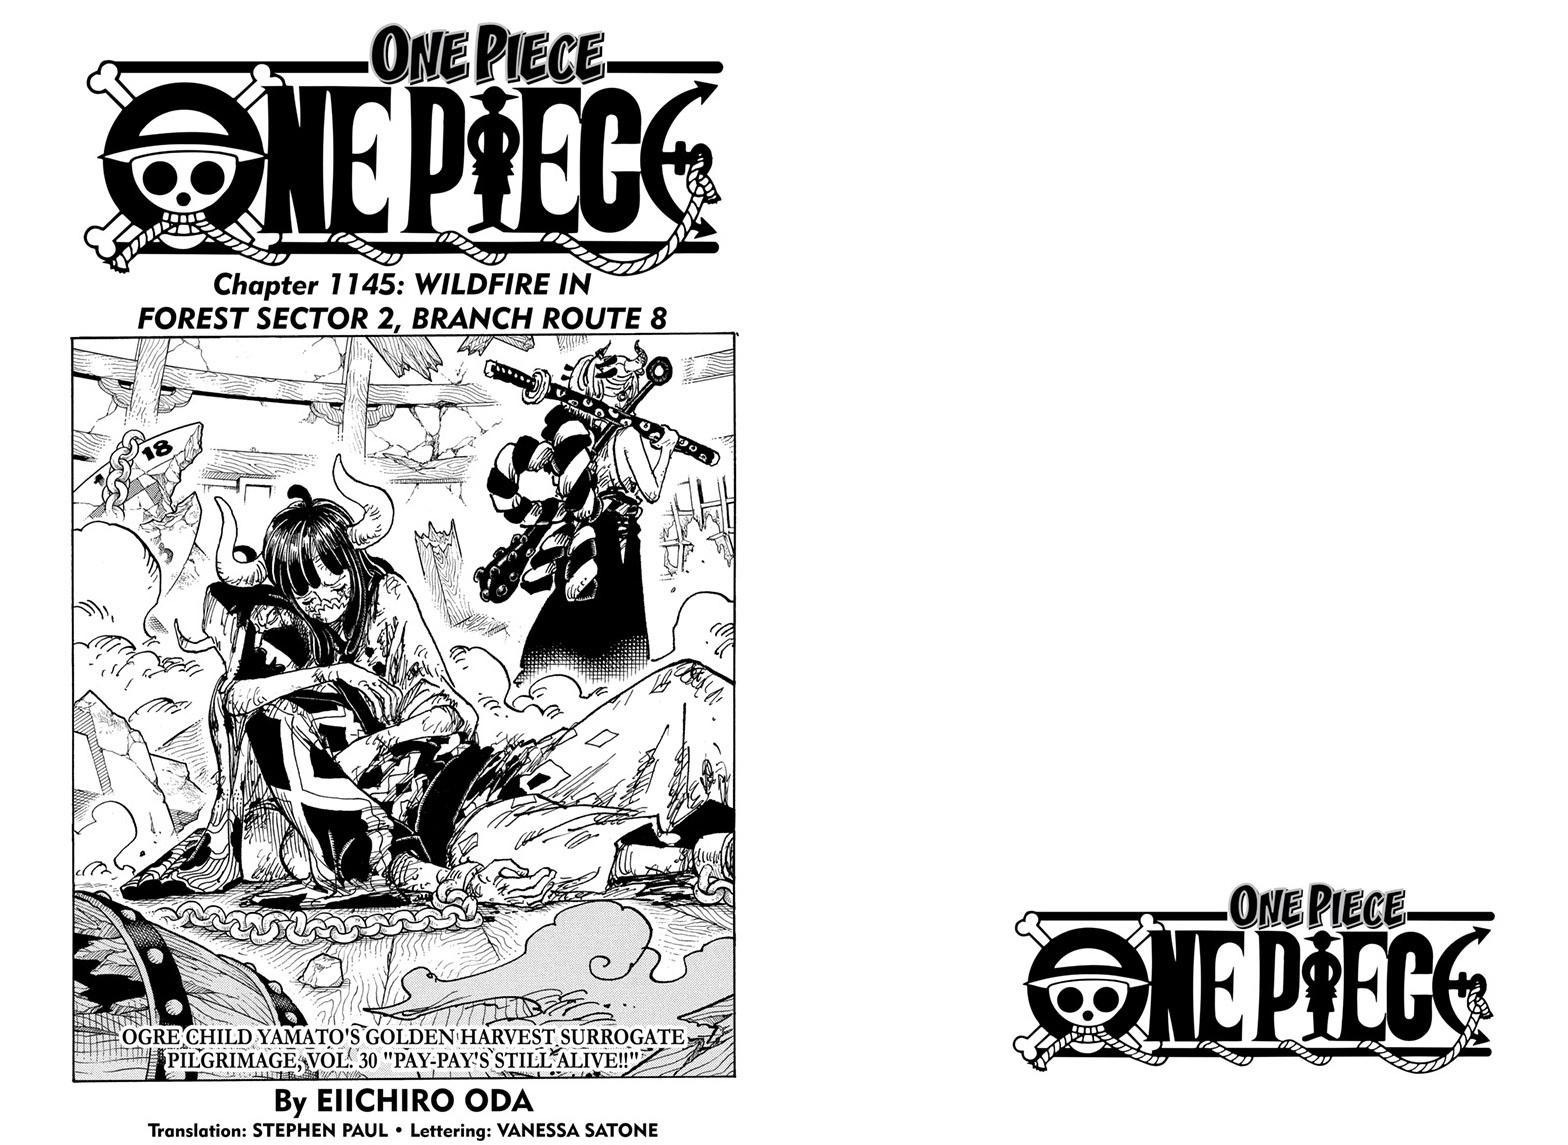 ONE PIECE
ONE PIECE
Chapter 1145: WILDFIRE IN
FOREST SECTOR 2, BRANCH ROUTE 8
18
OGRE CHILD YAMATO'S GOLDEN HARVEST SURROGATE
PILGRIMAGE, VOL. 30 "PAY-PAY'S STILL ALIVE!!"
By EIICHIRO ODA
Translation: STEPHEN PAUL • Lettering: VANESSA SATONE
ONE PIECE
ONE PIECE